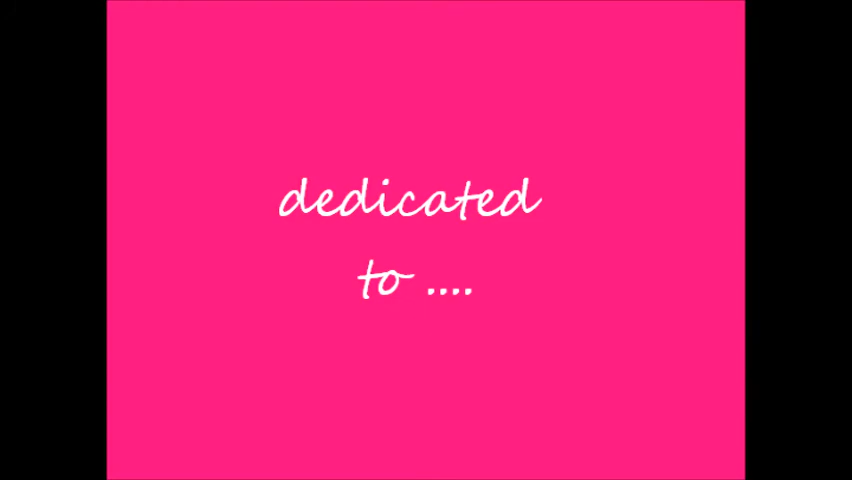 dedicated
to ....